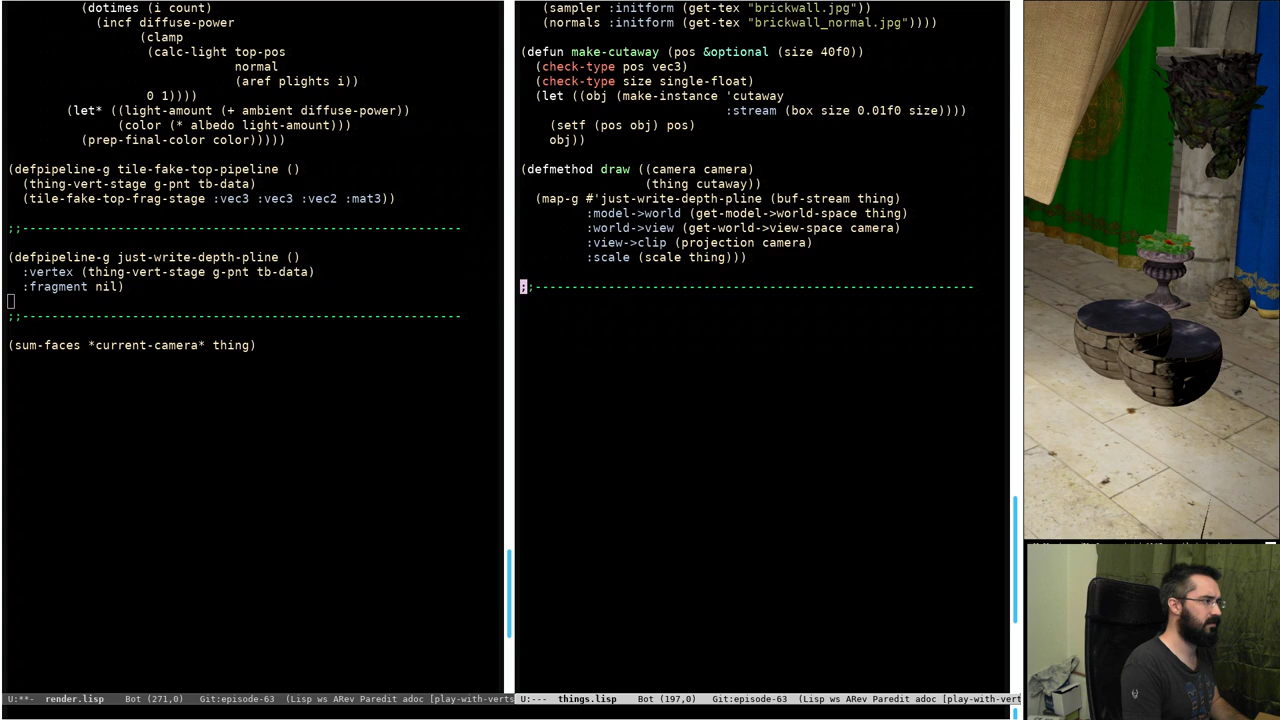 (dotimes (i count)
(incf diffuse-power
(clamp
(calc-light top-pos
normal
(aref plights i))
0 1))))
(let* ((light-amount (+ ambient diffuse-power))
(color (* albedo light-amount)))
(prep-final-color color)))))
(defpipeline-g tile-fake-top-pipeline ()
(thing-vert-stage g-pnt tb-data)
(tile-fake-top-frag-stage :vec3 :vec3 :vec2 :mat3))
;;------------------------------------------------------------
(defpipeline-g just-write-depth-pline ()
:vertex (thing-vert-stage g-pnt tb-data)
:fragment nil)
;;------------------------------------------------------------
(sum-faces *current-camera* thing)
U:**- render.lisp Bot (271,0) Git:episode-63 (Lisp ws ARev Paredit adoc [play-with-verts
(sampler :initform (get-tex "brickwall.jpg"))
(normals :initform (get-tex "brickwall_normal.jpg"))))
(defun make-cutaway (pos &optional (size 40f0))
(check-type pos vec3)
(check-type size single-float)
(let ((obj (make-instance 'cutaway
:stream (box size 0.01f0 size))))
(setf (pos obj) pos)
obj))
(defmethod draw ((camera camera)
(thing cutaway))
(map-g #'just-write-depth-pline (buf-stream thing)
:model->world (get-model->world-space thing)
:world->view (get-world->view-space camera)
:view->clip (projection camera)
:scale (scale thing)))
;;------------------------------------------------------------
U:--- things.lisp Bot (197,0) Git:episode-63 (Lisp ws ARev Paredit adoc [play-with-vert